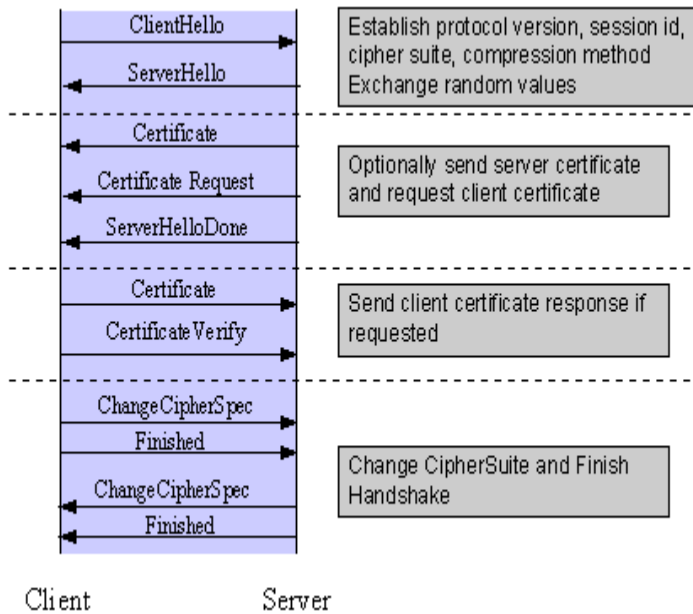 ClientHello
ServerHello
Establish protocol version, session id,
cipher suite, compression method
Exchange random values
Certificate
Certificate Request
ServerHelloDone
Optionally send server certificate
and request client certificate
Certificate
CertificateVerify
Send client certificate response if
requested
ChangeCipherSpec
Finished
ChangeCipherSpec
Finished
Change CipherSuite and Finish
Handshake
Client
Server